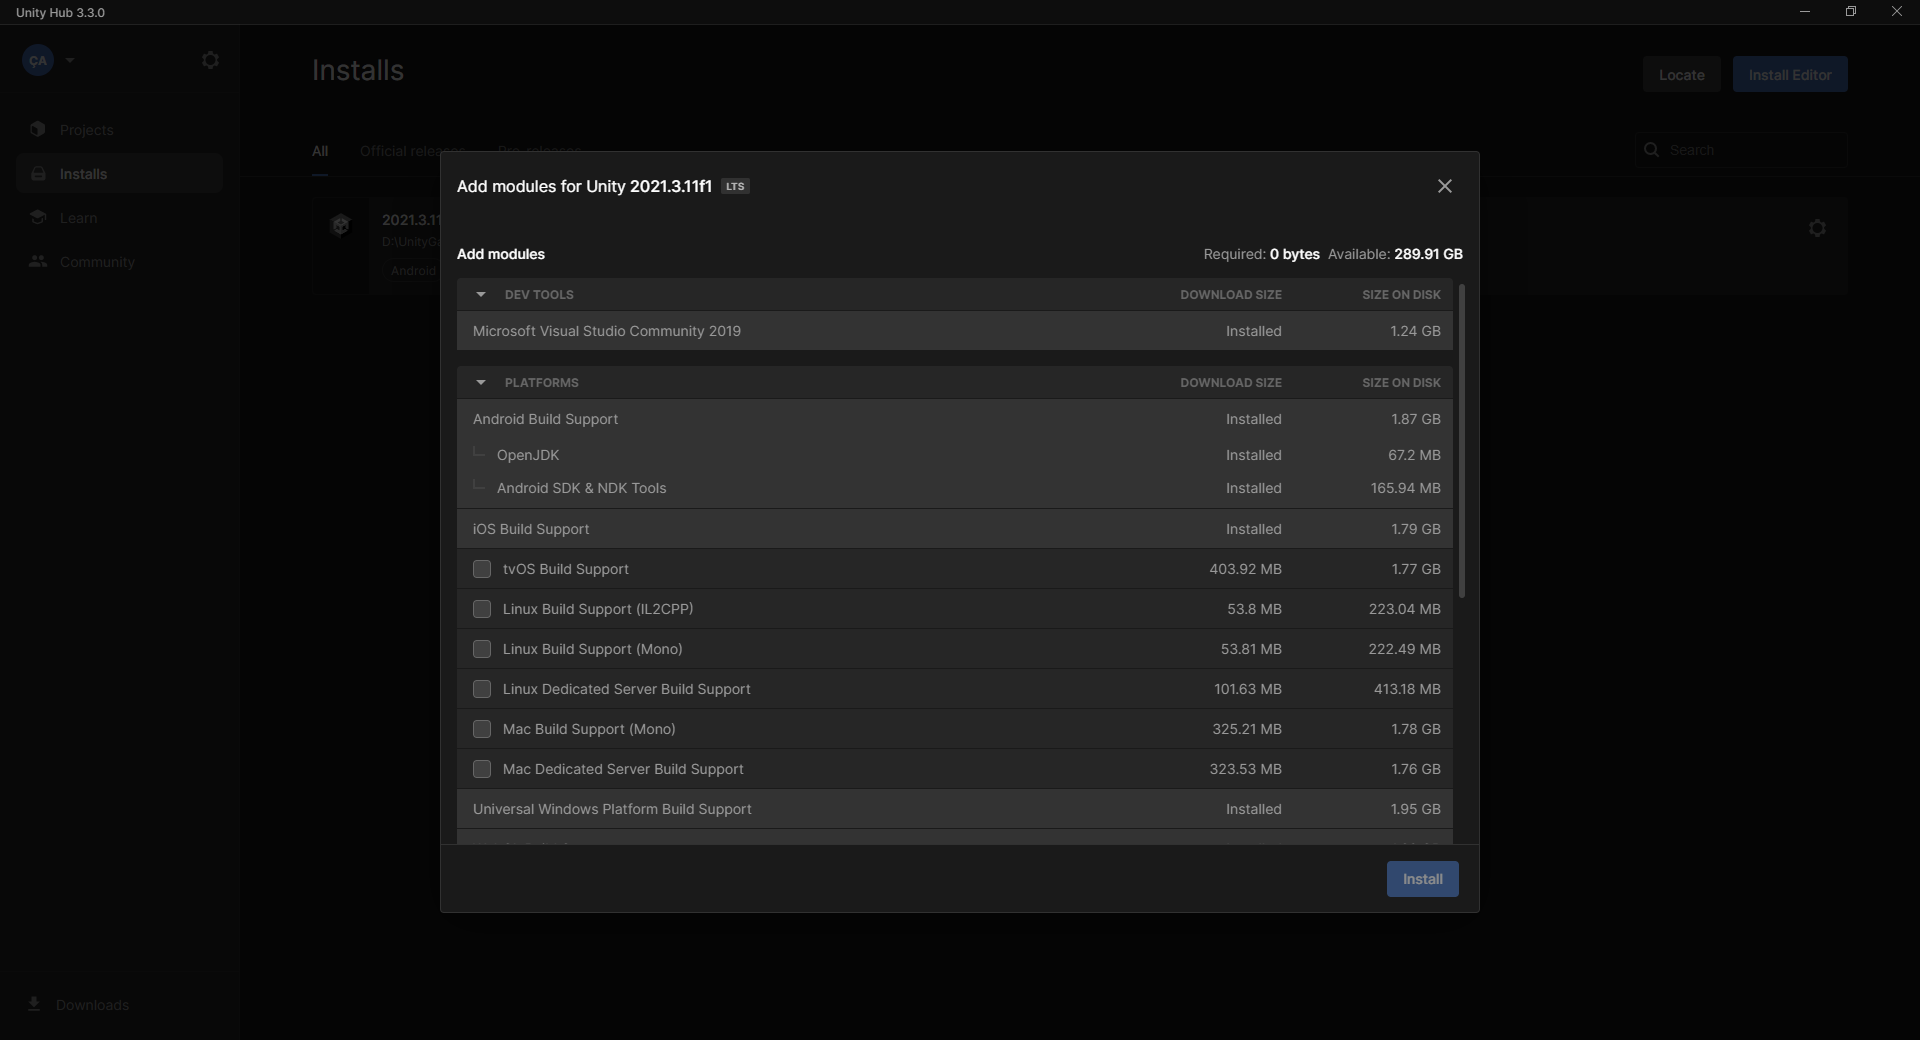 Unity Hub 3.3.0
ÇA
Installs
Locate
Install Editor
Projects
All
Official releases
Pre-releases
Search
Installs
Learn
2021.3.11
D:\UnityGa
Community
Android
Add modules for Unity 2021.3.11f1 LTS
Add modules
Required: 0 bytes Available: 289.91 GB
DEV TOOLS DOWNLOAD SIZE SIZE ON DISK
Microsoft Visual Studio Community 2019 Installed 1.24 GB
PLATFORMS DOWNLOAD SIZE SIZE ON DISK
Android Build Support Installed 1.87 GB
OpenJDK Installed 67.2 MB
Android SDK & NDK Tools Installed 165.94 MB
iOS Build Support Installed 1.79 GB
tvOS Build Support 403.92 MB 1.77 GB
Linux Build Support (IL2CPP) 53.8 MB 223.04 MB
Linux Build Support (Mono) 53.81 MB 222.49 MB
Linux Dedicated Server Build Support 101.63 MB 413.18 MB
Mac Build Support (Mono) 325.21 MB 1.78 GB
Mac Dedicated Server Build Support 323.53 MB 1.76 GB
Universal Windows Platform Build Support Installed 1.95 GB
Install
Downloads